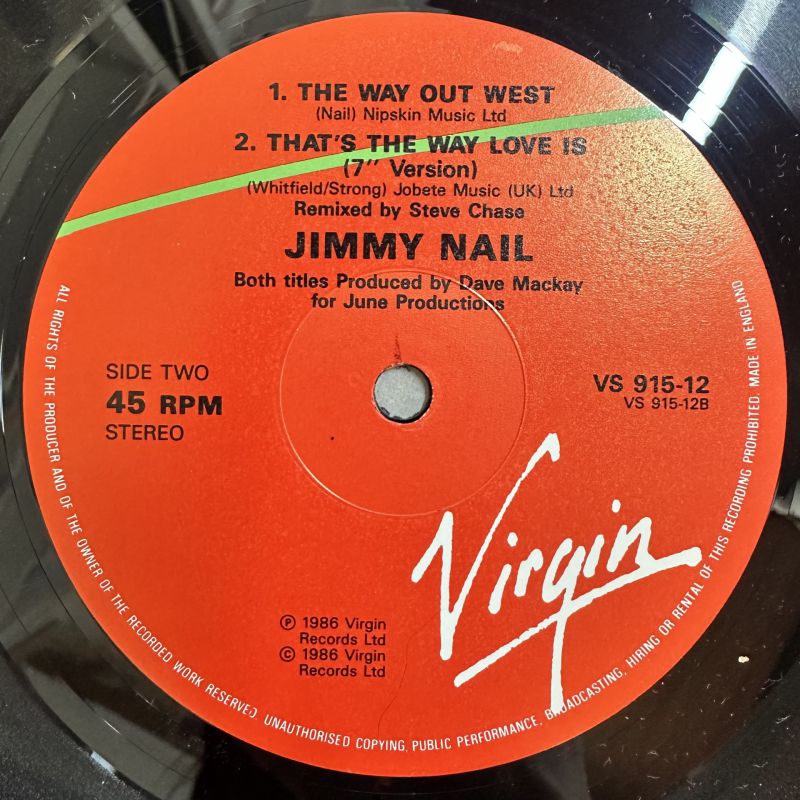 1. THE WAY OUT WEST
(Nail) Nipskin Music Ltd
2. THAT'S THE WAY LOVE IS
(7" Version)
(Whitfield/Strong) Jobete Music (UK) Ltd
Remixed by Steve Chase
JIMMY NAIL
Both titles Produced by Dave Mackay
for June Productions
SIDE TWO
45 RPM
STEREO
VS 915-12
VS 915-12B
Virgin
Ⓟ 1986 Virgin
Records Ltd
© 1986 Virgin
Records Ltd
ALL RIGHTS OF THE PRODUCER AND OF THE OWNER OF THE RECORDED WORK RESERVED. UNAUTHORISED COPYING, PUBLIC PERFORMANCE, BROADCASTING, HIRING OR RENTAL OF THIS RECORDING PROHIBITED. MADE IN ENGLAND